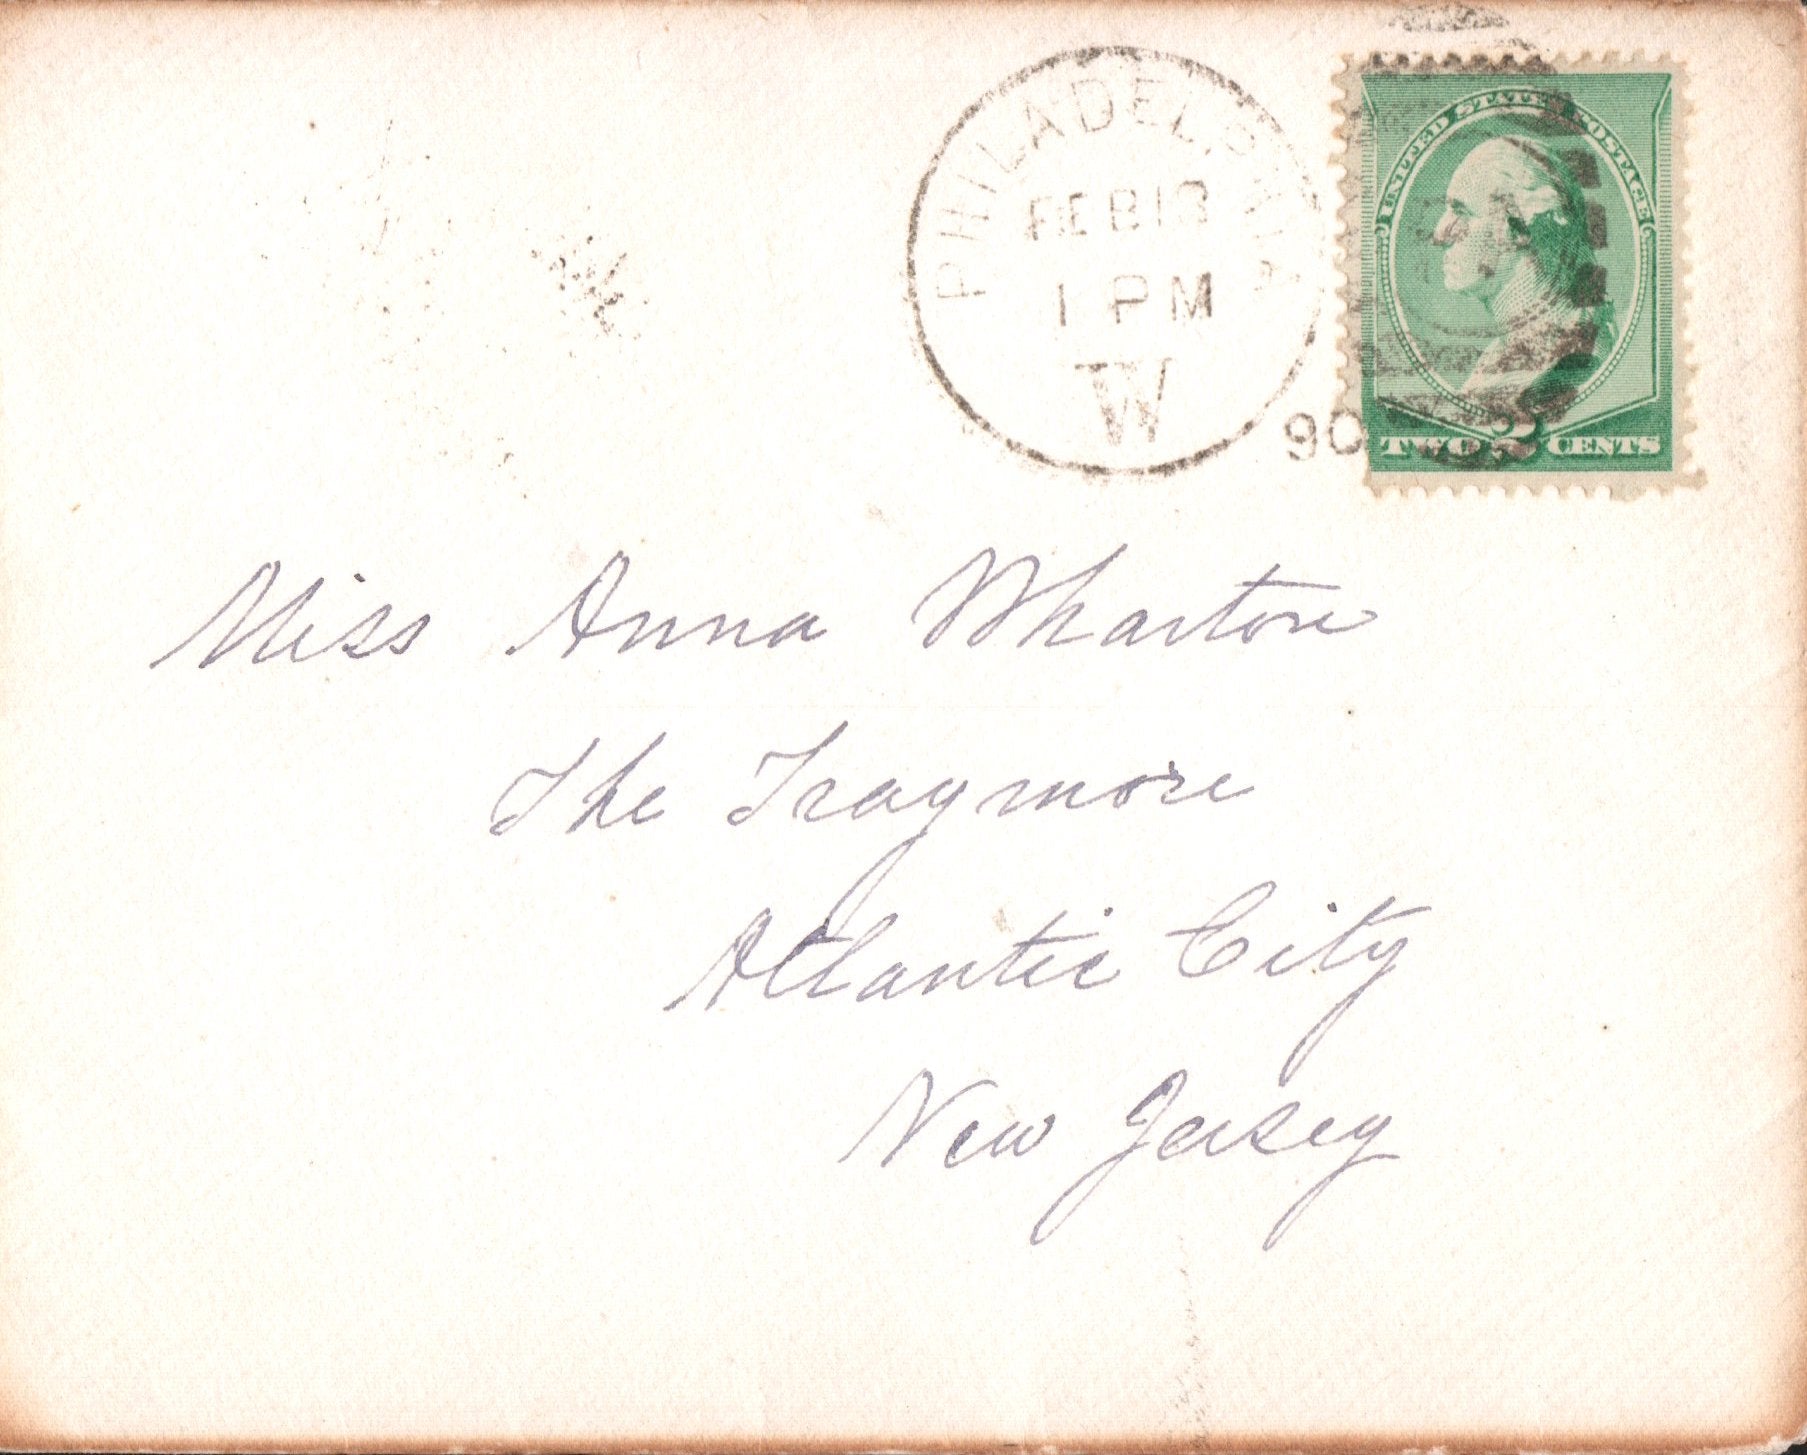 PHILADELPHIA
FEB 13
1 PM
W
90
UNITED STATES POSTAGE
TWO 2 CENTS
Miss Anna Wharton
The Traymore
Atlantic City
New Jersey